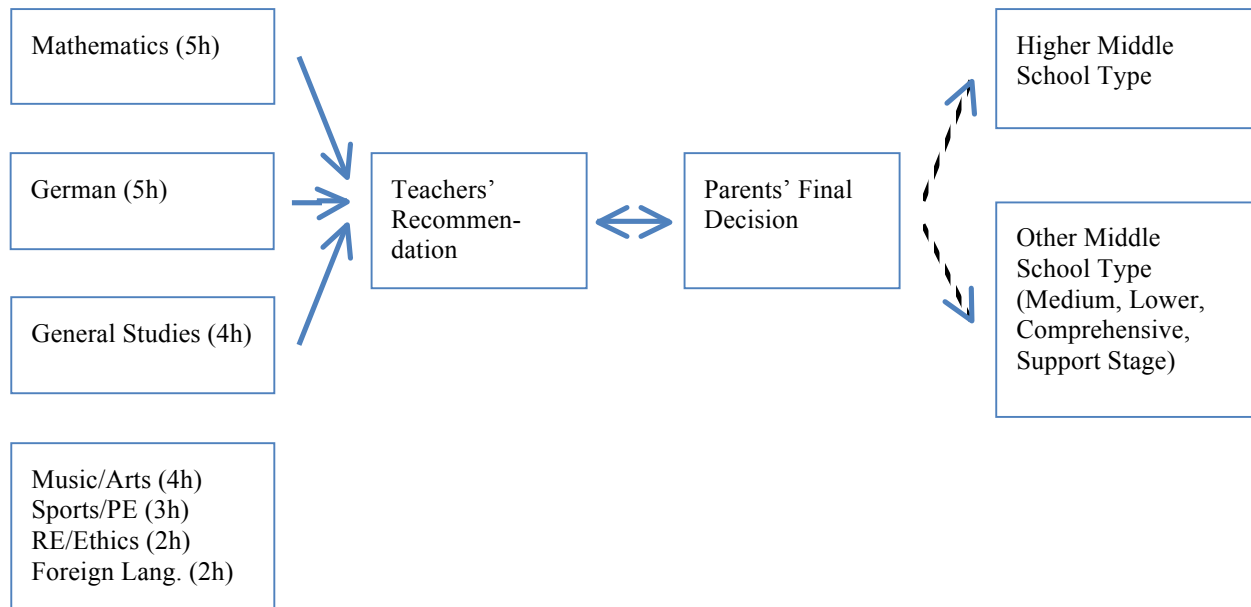 Mathematics (5h)
German (5h)
General Studies (4h)
Music/Arts (4h)
Sports/PE (3h)
RE/Ethics (2h)
Foreign Lang. (2h)
Teachers’
Recommen-
dation
Parents’ Final
Decision
Higher Middle
School Type
Other Middle
School Type
(Medium, Lower,
Comprehensive,
Support Stage)